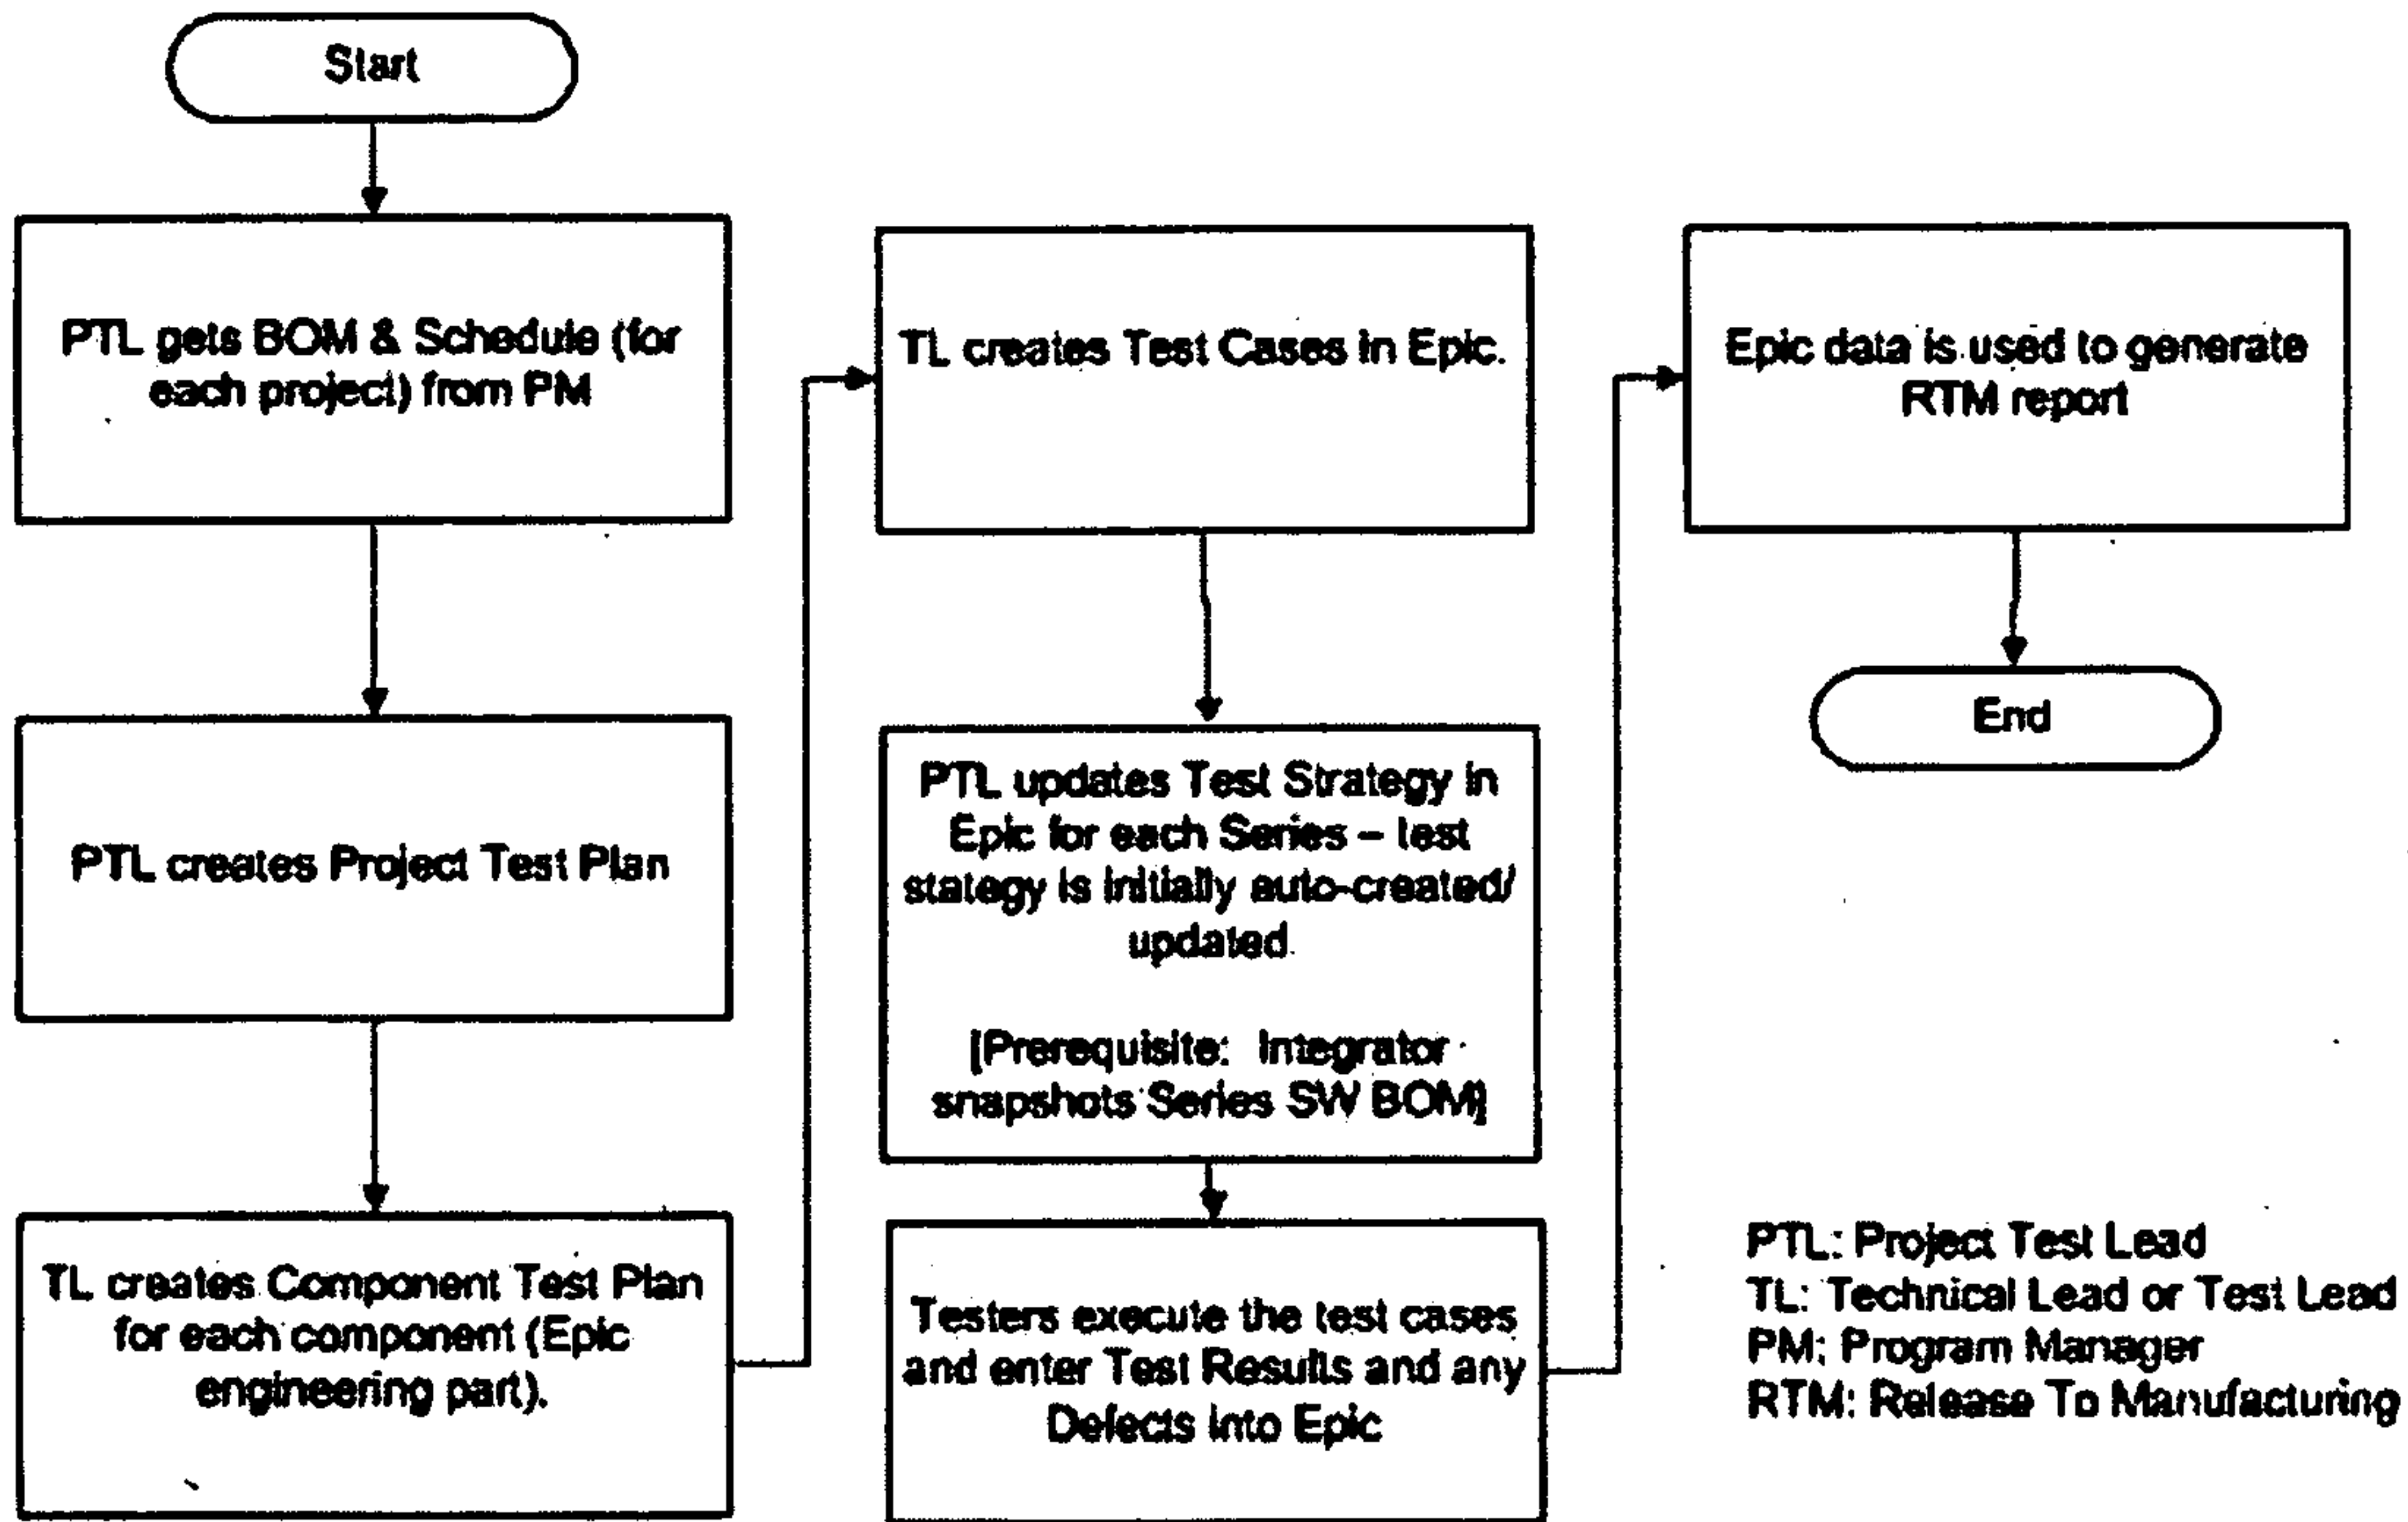 Start
PTL gets BOM & Schedule (for
each project) from PM
PTL creates Project Test Plan
TL creates Component Test Plan
for each component (Epic
engineering part).
TL creates Test Cases in Epic.
PTL updates Test Strategy in
Epic for each Series – test
stategy is initially auto-created/
updated
[Prerequisite: Integrator
snapshots Series SW BOM]
Testers execute the test cases
and enter Test Results and any
Defects into Epic
Epic data is used to generate
RTM report
End
PTL: Project Test Lead
TL: Technical Lead or Test Lead
PM: Program Manager
RTM: Release To Manufacturing